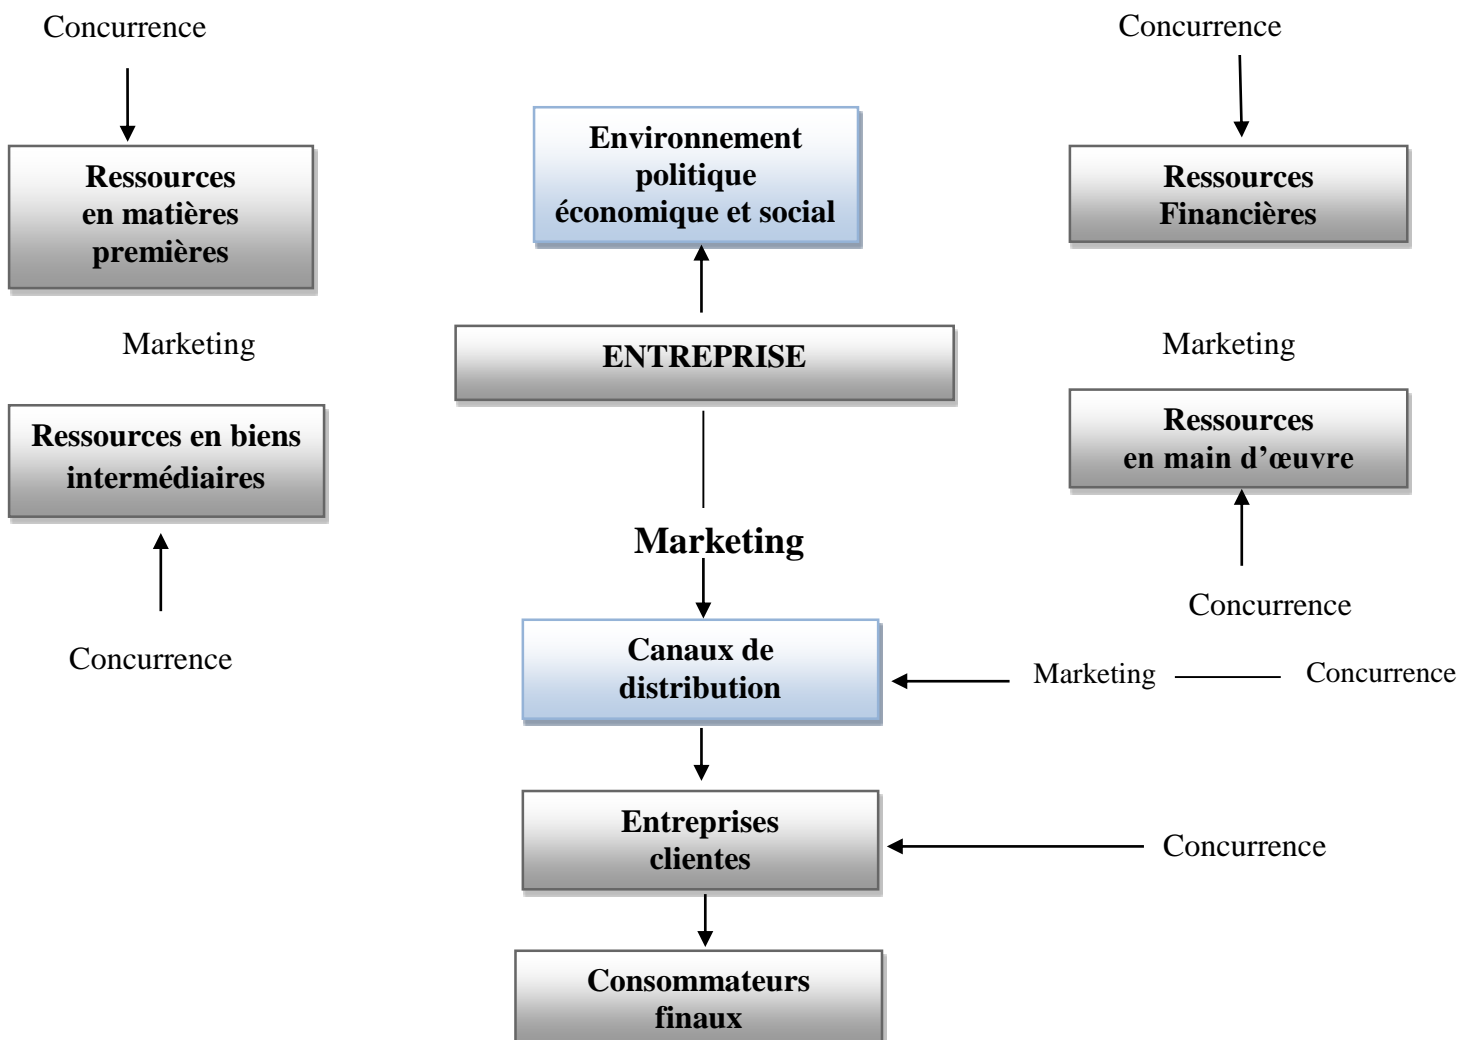 Concurrence
Concurrence
Environnement
politique
économique et social
Ressources
en matières
premières
Ressources
Financières
Marketing
ENTREPRISE
Marketing
Ressources en biens
intermédiaires
Ressources
en main d’œuvre
Marketing
Concurrence
Concurrence
Canaux de
distribution
Marketing
Concurrence
Entreprises
clientes
Concurrence
Consommateurs
finaux